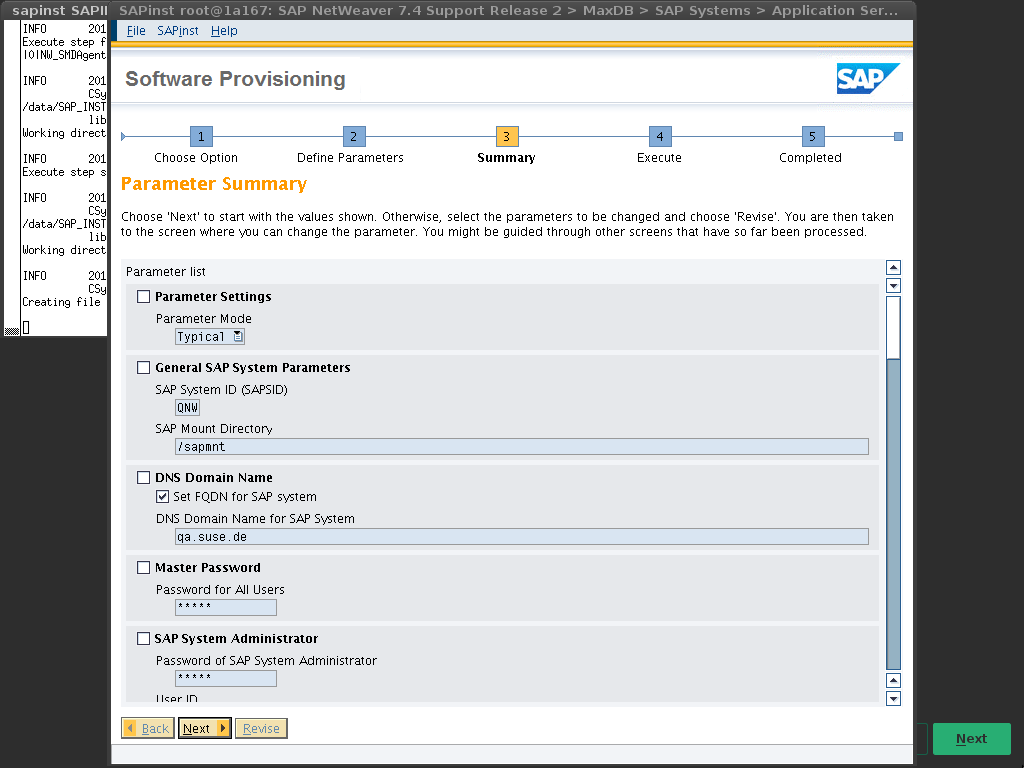 sapinst SAPII
SAPinst root@1a167: SAP NetWeaver 7.4 Support Release 2 > MaxDB > SAP Systems > Application Ser...
INFO 201
Execute step f
INFO 201
CSy
/data/SAP_INST
lib
Working direct
INFO 201
Execute step s
INFO 201
CSy
/data/SAP_INST
lib
Working direct
INFO 201
CSy
Creating file
File SAPinst Help
Software Provisioning
SAP
1 2 3 4 5
Choose Option Define Parameters Summary Execute Completed
Parameter Summary
Choose 'Next' to start with the values shown. Otherwise, select the parameters to be changed and choose 'Revise'. You are then taken
to the screen where you can change the parameter. You might be guided through other screens that have so far been processed.
Parameter list
Parameter Settings
Parameter Mode
Typical
General SAP System Parameters
SAP System ID (SAPSID)
QNW
SAP Mount Directory
/sapmnt
DNS Domain Name
Set FQDN for SAP system
DNS Domain Name for SAP System
qa.suse.de
Master Password
Password for All Users
*****
SAP System Administrator
Password of SAP System Administrator
*****
User ID
Back Next Revise
Next